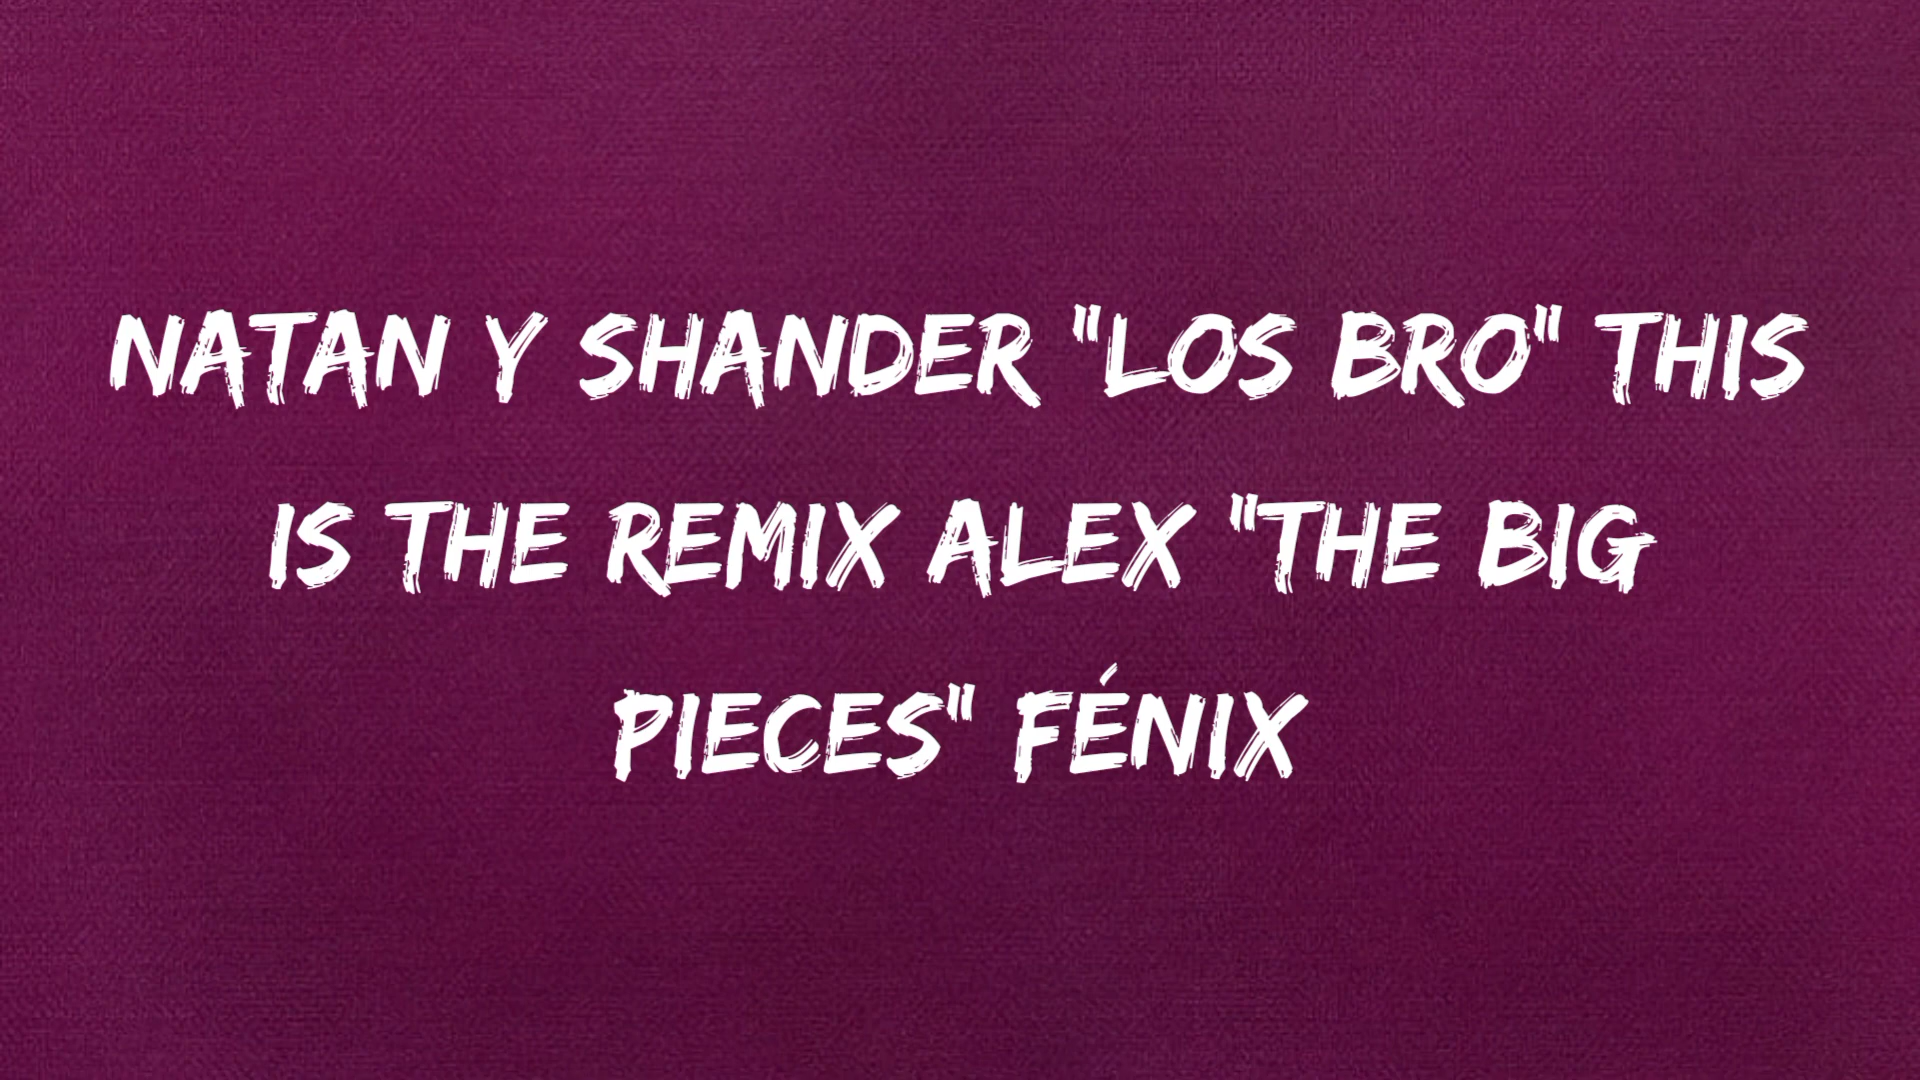 NATAN Y SHANDER "LOS BRO" THIS
IS THE REMIX ALEX "THE BIG
PIECES" FÉNIX